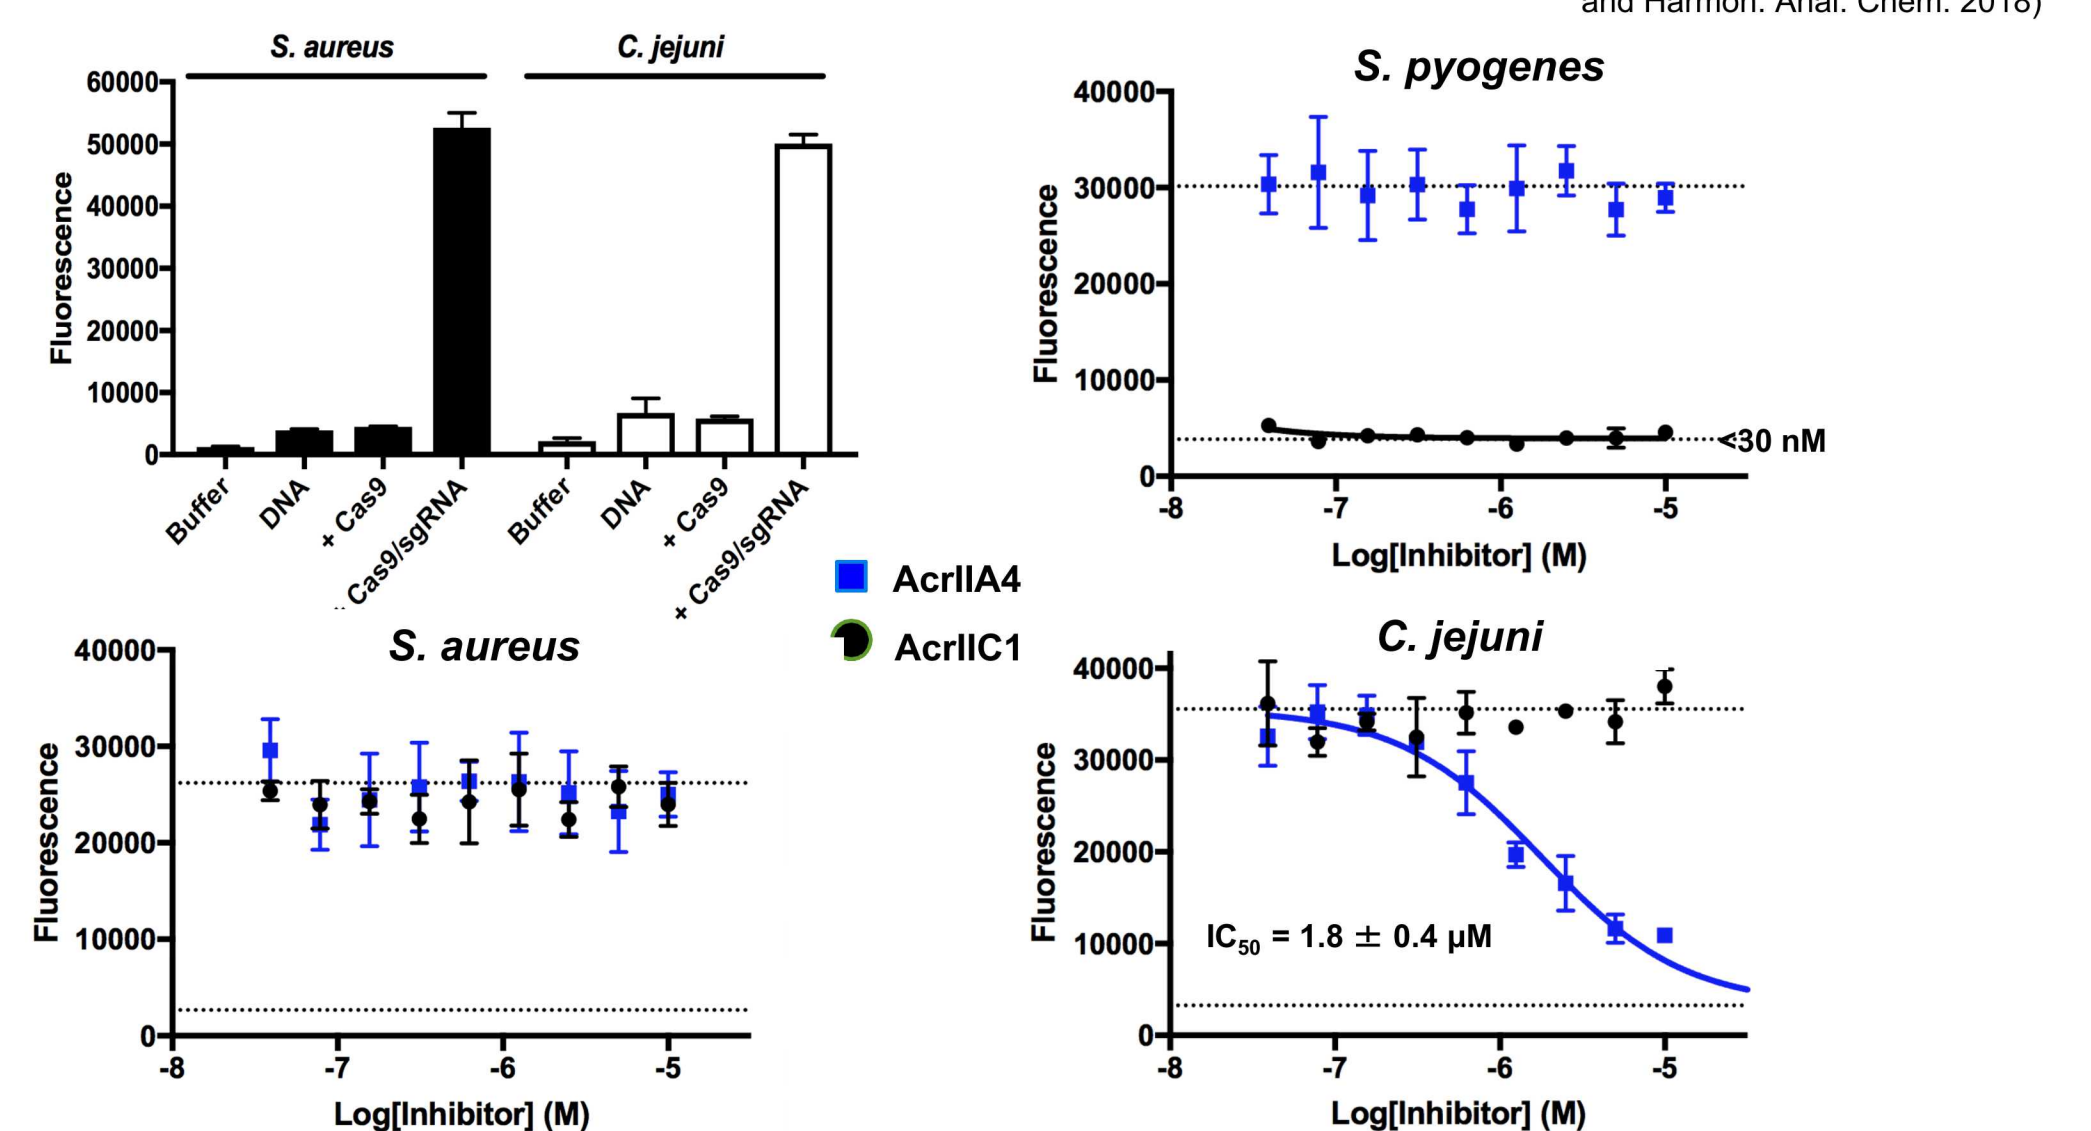 and Harmon. Anal. Chem. 2018)
S. aureus
C. jejuni
60000
50000
40000
30000
20000
10000
0
Fluorescence
Buffer
DNA
+ Cas9
Cas9/sgRNA
Buffer
DNA
+ Cas9
+ Cas9/sgRNA
S. pyogenes
40000
30000
20000
10000
0
Fluorescence
<30 nM
-8
-7
-6
-5
Log[Inhibitor] (M)
AcrIIA4
AcrIIC1
S. aureus
40000
30000
20000
10000
0
Fluorescence
-8
-7
-6
-5
Log[Inhibitor] (M)
C. jejuni
40000
30000
20000
10000
0
Fluorescence
IC50 = 1.8 ± 0.4 μM
-8
-7
-6
-5
Log[Inhibitor] (M)